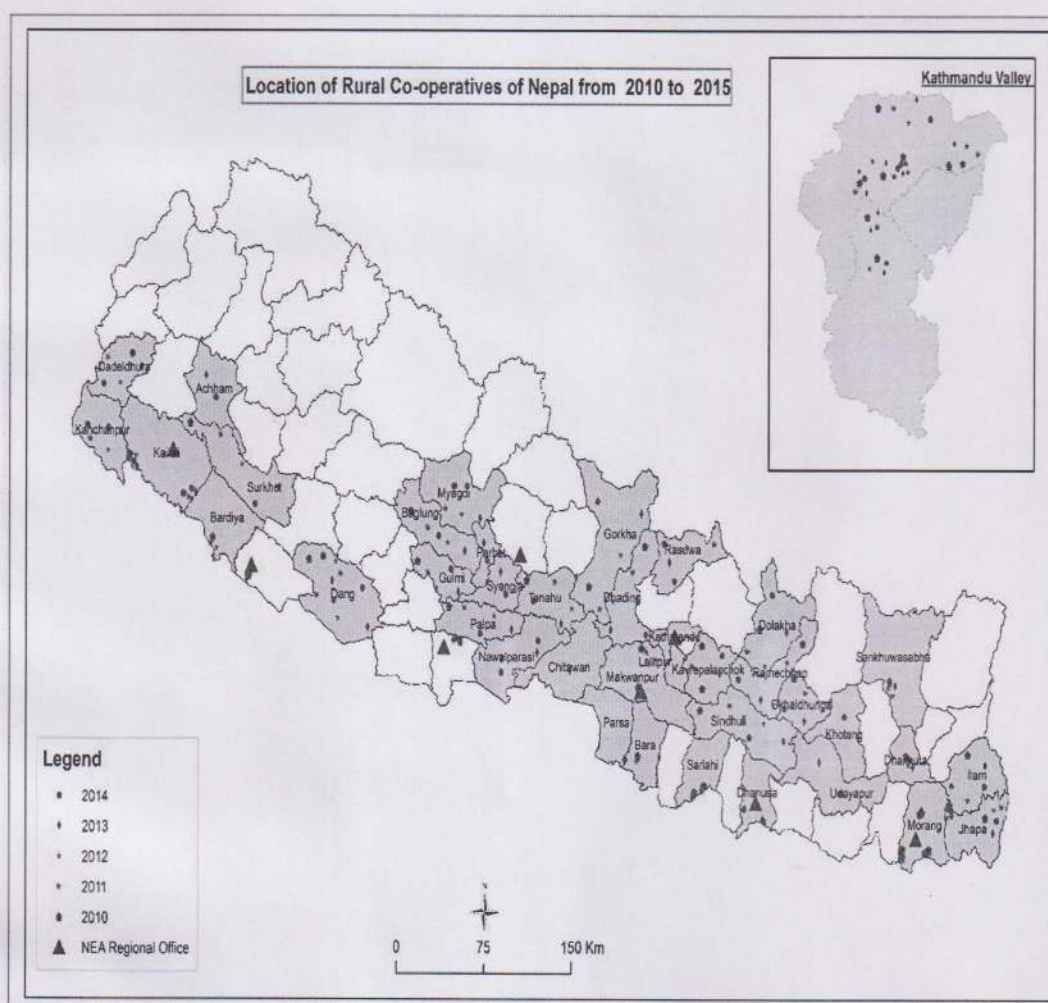 Location of Rural Co-operatives of Nepal from 2010 to 2015
Kathmandu Valley
Dadeldhura
Achham
Kanchanpur
Surkhet
Bardiya
Myagdi
Baglung
Gorkha
Parbat
Rasuwa
Dang
Gulmi
Syangja
Tanahu
Dhading
Dolakha
Palpa
Kathmandu
Sankhuwasabha
Nawalparasi
Chitawan
Lalitpur
Kavrepalanchok
Ramechhap
Makwanpur
Okhaldhunga
Parsa
Sindhuli
Khotang
Bara
Sarlahi
Dhankuta
Ilam
Dhanusa
Udayapur
Morang
Jhapa
Legend
2014
2013
2012
2011
2010
NEA Regional Office
N
0 75 150 Km